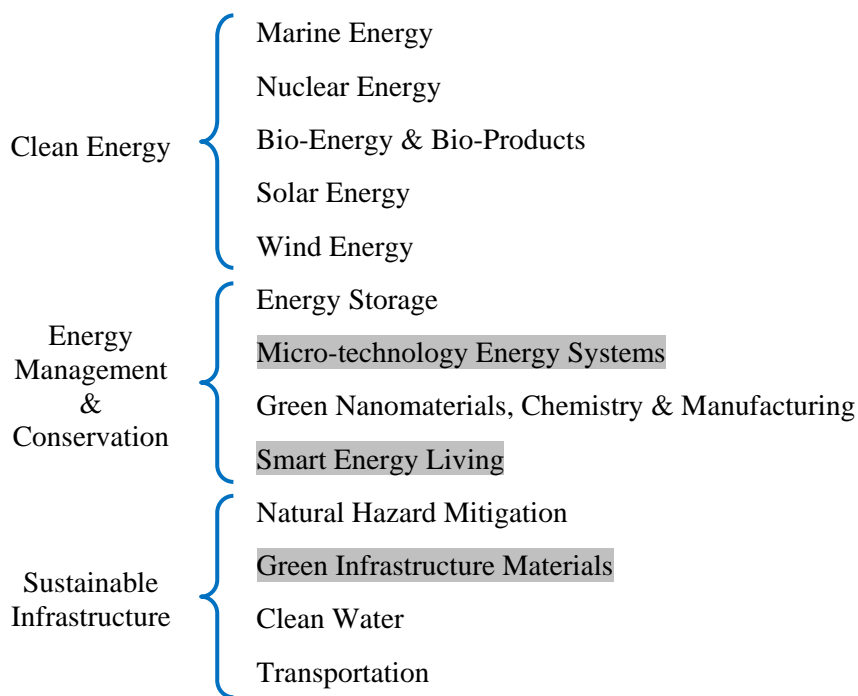 Clean Energy
Marine Energy
Nuclear Energy
Bio-Energy & Bio-Products
Solar Energy
Wind Energy
Energy
Management
&
Conservation
Energy Storage
Micro-technology Energy Systems
Green Nanomaterials, Chemistry & Manufacturing
Smart Energy Living
Sustainable
Infrastructure
Natural Hazard Mitigation
Green Infrastructure Materials
Clean Water
Transportation